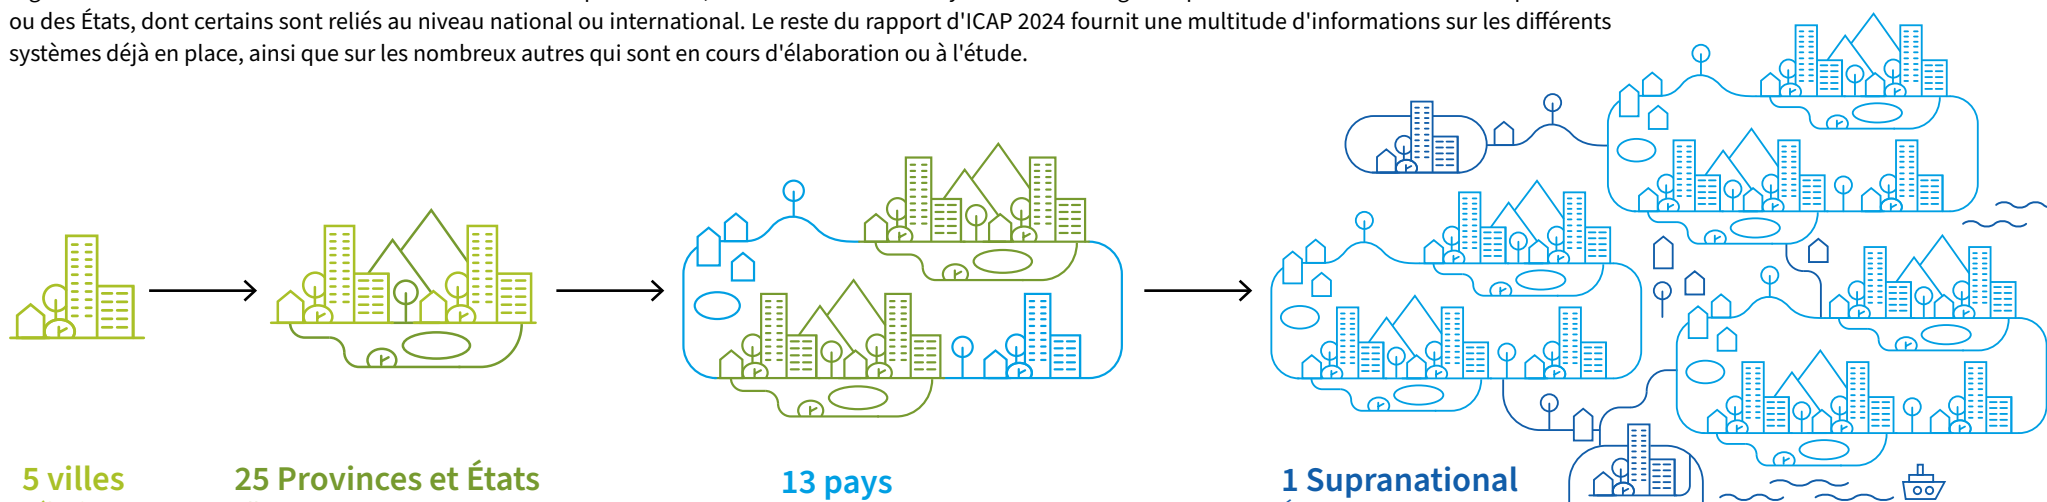 ou des États, dont certains sont reliés au niveau national ou international. Le reste du rapport d'ICAP 2024 fournit une multitude d'informations sur les différents
systèmes déjà en place, ainsi que sur les nombreux autres qui sont en cours d'élaboration ou à l'étude.
5 villes
25 Provinces et États
13 pays
1 Supranational